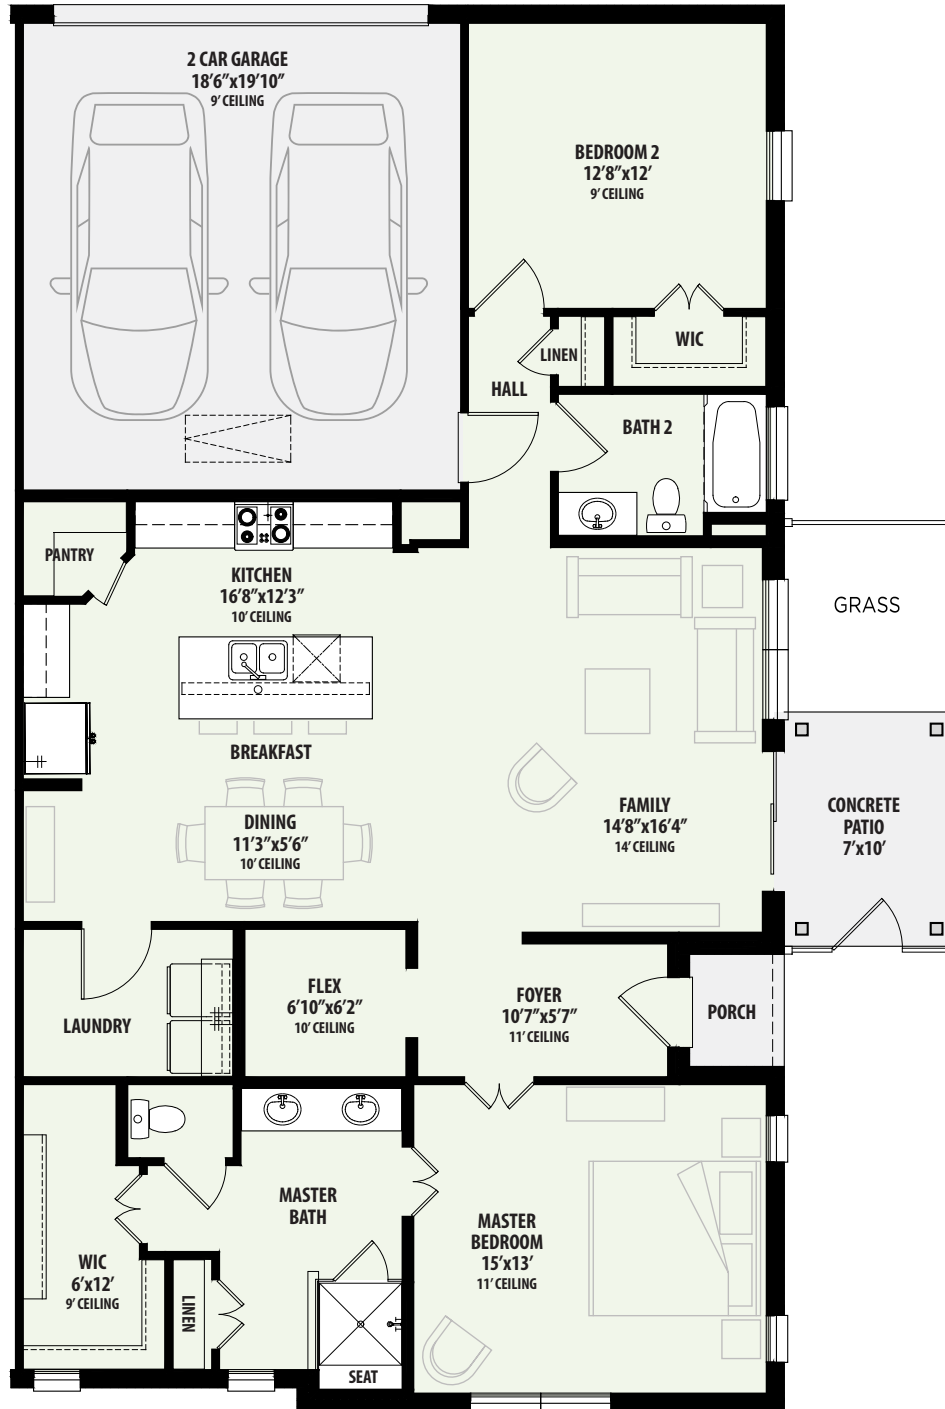 2 CAR GARAGE
18'6"x19'10"
9' CEILING
BEDROOM 2
12'8"x12'
9' CEILING
LINEN
WIC
HALL
BATH 2
PANTRY
KITCHEN
16'8"x12'3"
10' CEILING
GRASS
BREAKFAST
DINING
11'3"x5'6"
10' CEILING
FAMILY
14'8"x16'4"
14' CEILING
CONCRETE
PATIO
7'x10'
LAUNDRY
FLEX
6'10"x6'2"
10' CEILING
FOYER
10'7"x5'7"
11' CEILING
PORCH
MASTER
BATH
MASTER
BEDROOM
15'x13'
11' CEILING
WIC
6'x12'
9' CEILING
LINEN
SEAT